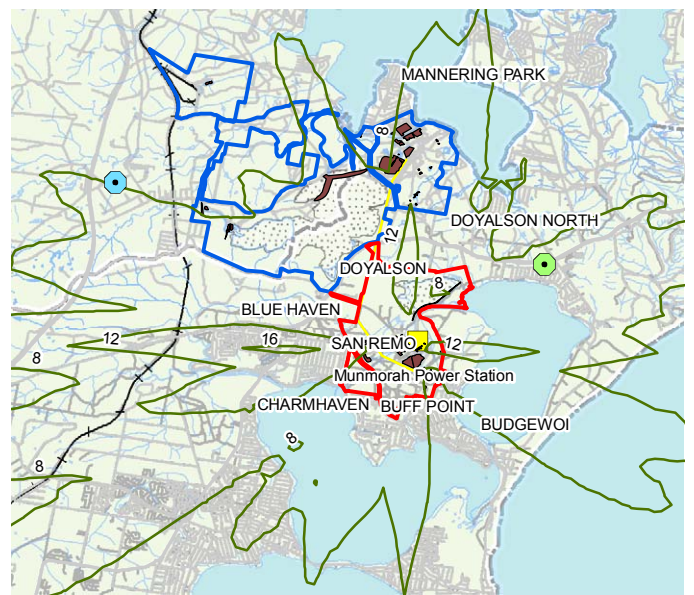 MANNERING PARK
8
DOYALSON NORTH
12
DOYALSON
8
BLUE HAVEN
12
16
SAN REMO
12
8
Munmorah Power Station
CHARMHAVEN
BUFF POINT
BUDGEWOI
8
8